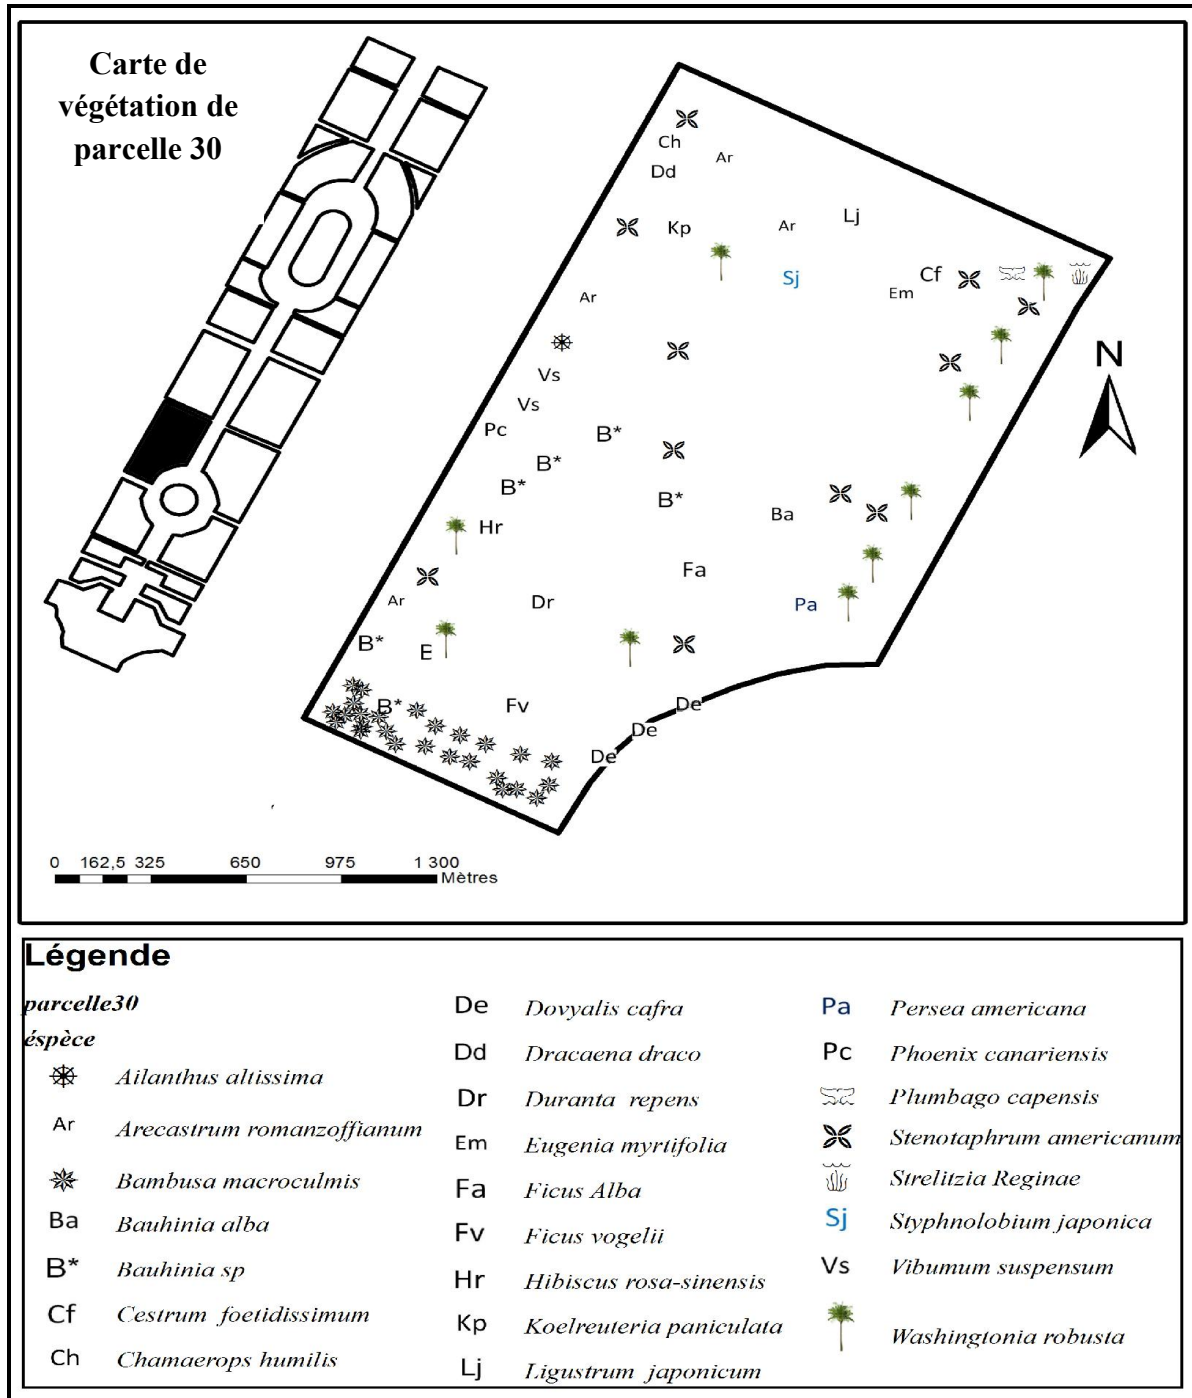 Carte de
végétation de
parcelle 30
Ch
Ar
Dd
Lj
Kp
Ar
Sj
Cf
Em
Ar
N
Vs
Vs
Pc
B*
B*
B*
B*
Ba
Hr
Fa
Ar
Dr
Pa
B*
E
B*
Fv
De
De
De
0 162,5 325 650 975 1 300
Mètres
Légende
parcelle30
éspèce
Ailanthus altissima
Ar Arecastrum romanzoffianum
Bambusa macroculmis
Ba Bauhinia alba
B* Bauhinia sp
Cf Cestrum foetidissimum
Ch Chamaerops humilis
De Dovyalis cafra
Dd Dracaena draco
Dr Duranta repens
Em Eugenia myrtifolia
Fa Ficus Alba
Fv Ficus vogelii
Hr Hibiscus rosa-sinensis
Kp Koelreuteria paniculata
Lj Ligustrum japonicum
Pa Persea americana
Pc Phoenix canariensis
Plumbago capensis
Stenotaphrum americanum
Strelitzia Reginae
Sj Styphnolobium japonica
Vs Vibumum suspensum
Washingtonia robusta